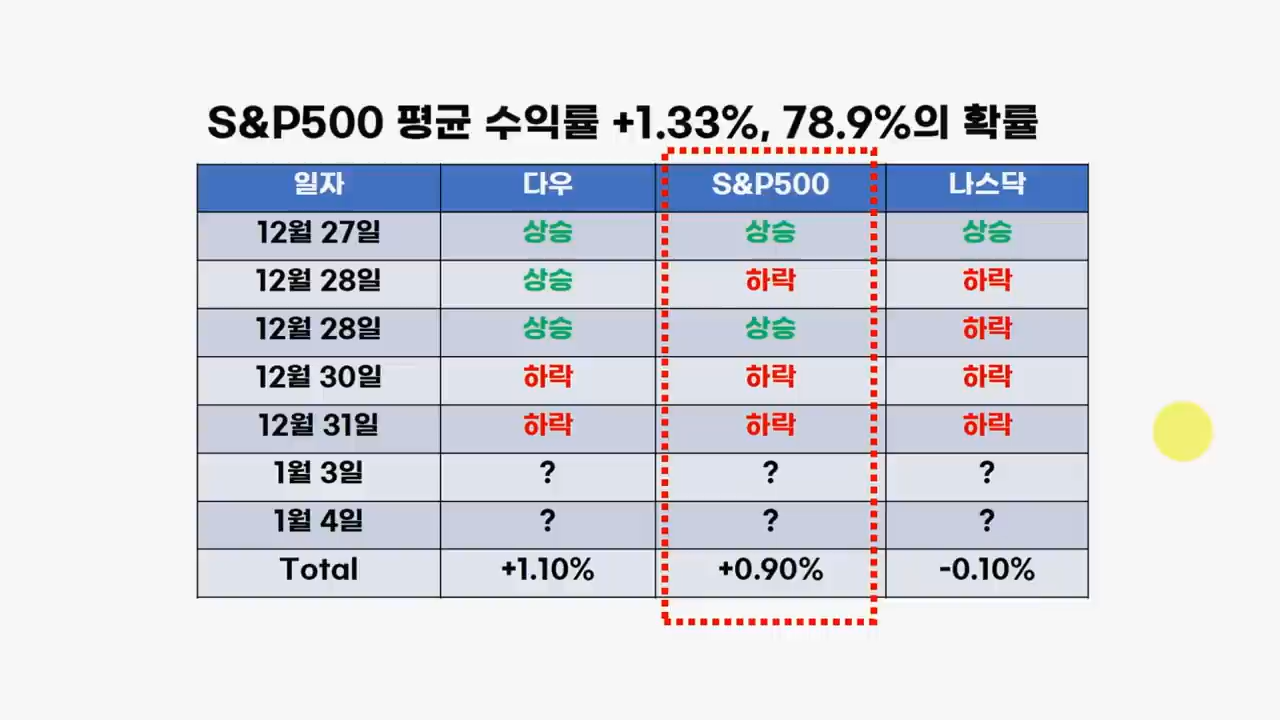 S&P500 평균 수익률 +1.33%, 78.9%의 확률
일자 다우 S&P500 나스닥
12월 27일 상승 상승 상승
12월 28일 상승 하락 하락
12월 28일 상승 상승 하락
12월 30일 하락 하락 하락
12월 31일 하락 하락 하락
1월 3일 ? ? ?
1월 4일 ? ? ?
Total +1.10% +0.90% -0.10%